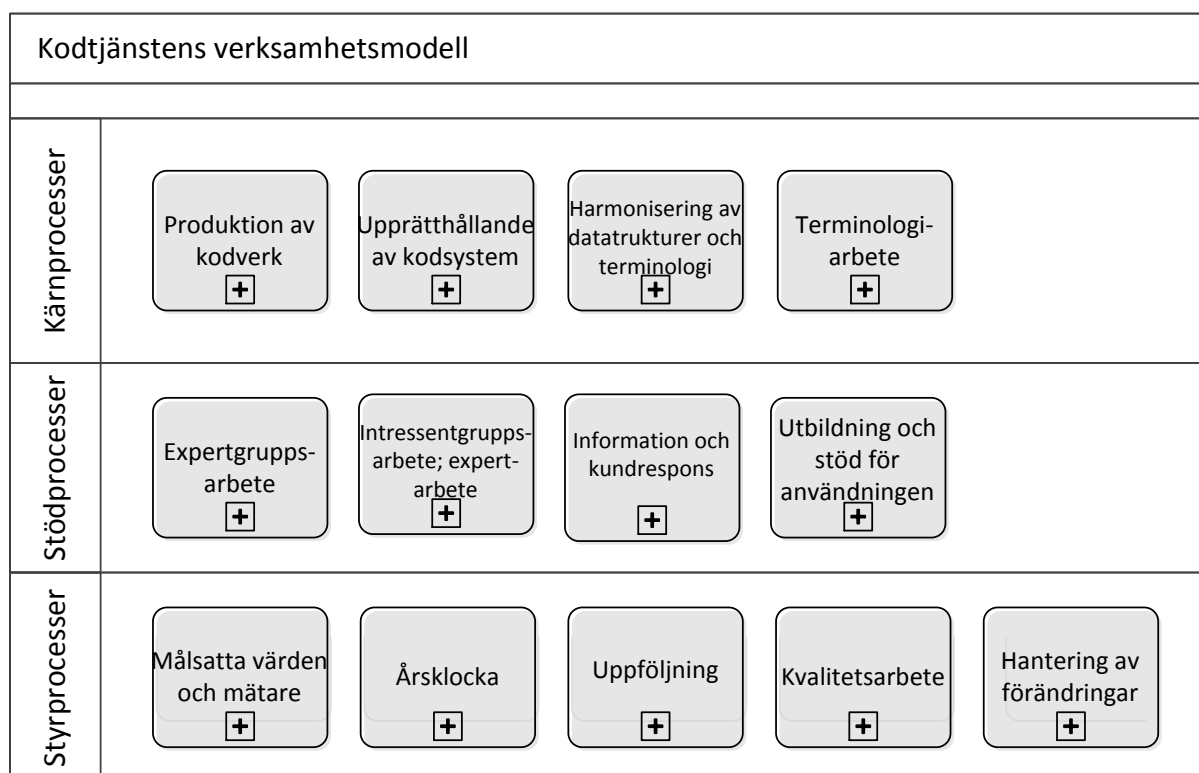 Kodtjänstens verksamhetsmodell
Kärnprocesser
Produktion av
kodverk
Upprätthållande
av kodsystem
Harmonisering av
datatrukturer och
terminologi
Terminologi-
arbete
Stödprocesser
Expertgrupps-
arbete
Intressentgrupps-
arbete; expert-
arbete
Information och
kundrespons
Utbildning och
stöd för
användningen
Styrprocesser
Målsatta värden
och mätare
Årsklocka
Uppföljning
Kvalitetsarbete
Hantering av
förändringar